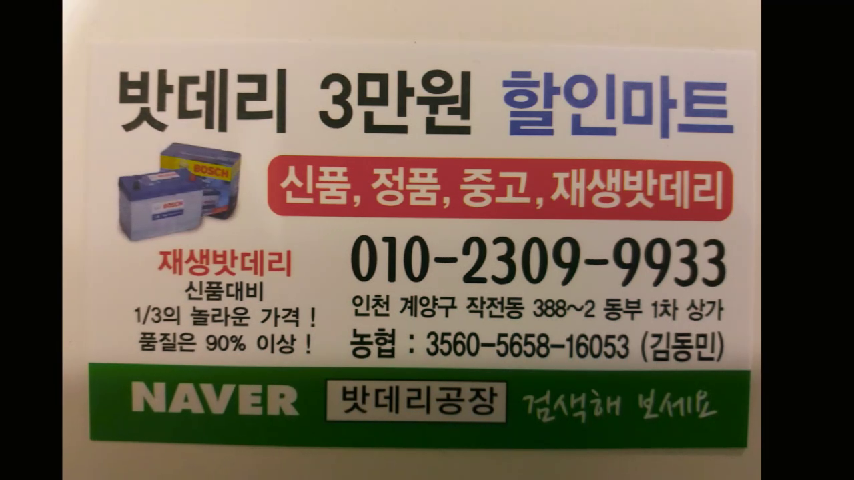 밧데리 3만원 할인마트
BOSCH
BOSCH
신품, 정품, 중고, 재생밧데리
재생밧데리
신품대비
1/3의 놀라운 가격 !
품질은 90% 이상 !
010-2309-9933
인천 계양구 작전동 388~2 동부 1차 상가
농협 : 3560-5658-16053 (김동민)
NAVER 밧데리공장 검색해 보세요